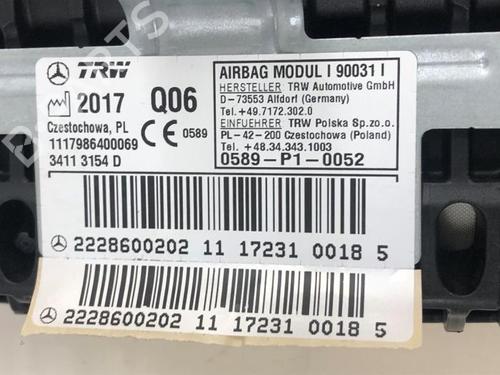 TRW
2017 Q06
Czestochowa, PL
0589
1117986400069
3411 3154 D
AIRBAG MODUL I 90031 I
HERSTELLER : TRW Automotive GmbH
D-73553 Alfdorf (Germany)
Tel.+49.7172.302.0
EINFUEHRER : TRW Polska Sp.zo.o.
PL-42-200 Czestochowa (Poland)
Tel.+48.34.343.1003
0589-P1-0052
2228600202 11 17231 0018 5
2228600202 11 17231 0018 5